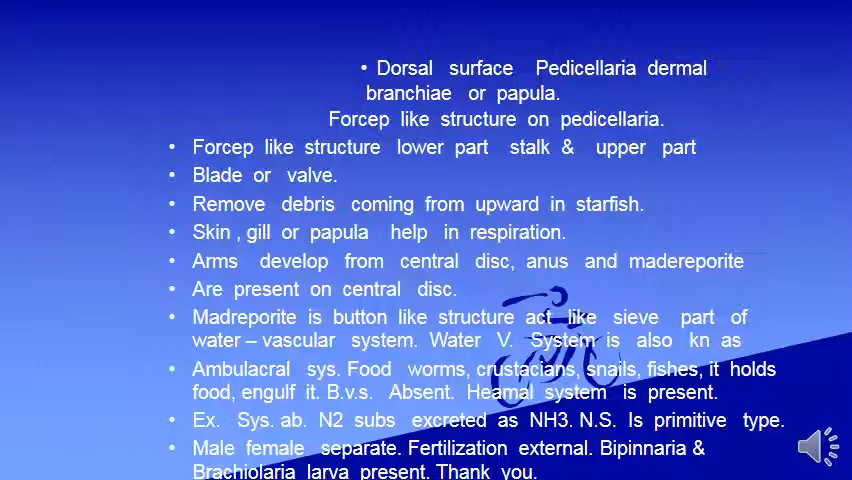 • Dorsal surface Pedicellaria dermal
branchiae or papula.
Forcep like structure on pedicellaria.
• Forcep like structure lower part stalk & upper part
• Blade or valve.
• Remove debris coming from upward in starfish.
• Skin , gill or papula help in respiration.
• Arms develop from central disc, anus and madereporite
• Are present on central disc.
• Madreporite is button like structure act like sieve part of
water – vascular system. Water V. System is also kn as
• Ambulacral sys. Food worms, crustacians, snails, fishes, it holds
food, engulf it. B.v.s. Absent. Heamal system is present.
• Ex. Sys. ab. N2 subs excreted as NH3. N.S. Is primitive type.
• Male female separate. Fertilization external. Bipinnaria &
Brachiolaria larva present. Thank you.